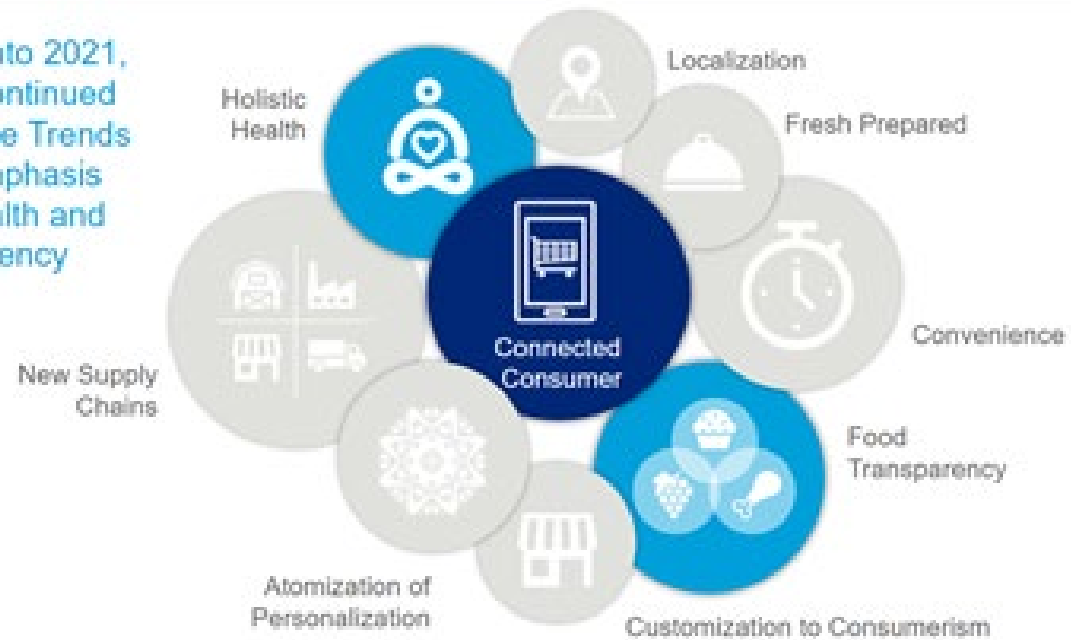 nto 2021,
ontinued
e Trends
nphasis
alth and
ency
Holistic
Health
Localization
Fresh Prepared
Connected
Consumer
Convenience
New Supply
Chains
Food
Transparency
Atomization of
Personalization
Customization to Consumerism